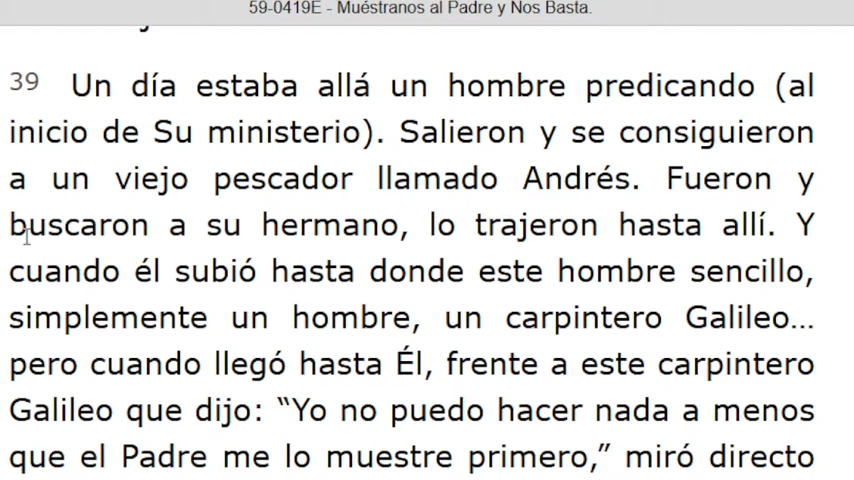 59-0419E - Muéstranos al Padre y Nos Basta.
39 Un día estaba allá un hombre predicando (al
inicio de Su ministerio). Salieron y se consiguieron
a un viejo pescador llamado Andrés. Fueron y
buscaron a su hermano, lo trajeron hasta allí. Y
cuando él subió hasta donde este hombre sencillo,
simplemente un hombre, un carpintero Galileo...
pero cuando llegó hasta Él, frente a este carpintero
Galileo que dijo: “Yo no puedo hacer nada a menos
que el Padre me lo muestre primero,” miró directo